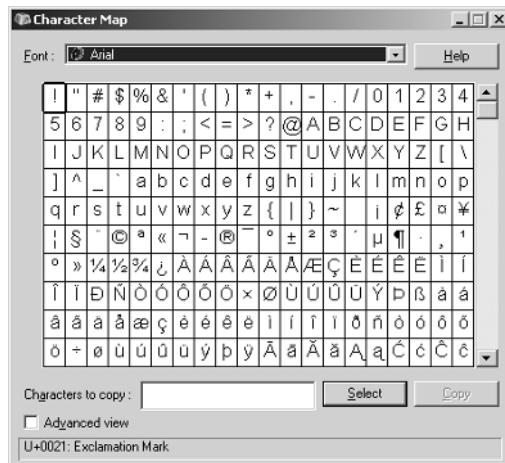 Character Map
Font : Arial Help
! " # $ % & ' ( ) * + , - . / 0 1 2 3 4
5 6 7 8 9 : ; < = > ? @ A B C D E F G H
I J K L M N O P Q R S T U V W X Y Z [ \
] ^ _ ` a b c d e f g h i j k l m n o p
q r s t u v w x y z { | } ~ ¡ ¢ £ ¤ ¥
¦ § ¨ © ª « ¬ - ® ¯ ° ± ² ³ ´ µ ¶ · ¸ ¹
º » ¼ ½ ¾ ¿ À Á Â Ã Ä Å Æ Ç È É Ê Ë Ì Í
Î Ï Ð Ñ Ò Ó Ô Õ Ö × Ø Ù Ú Û Ü Ý Þ ß à á
â ã ä å æ ç è é ê ë ì í î ï ð ñ ò ó ô õ
ö ÷ ø ù ú û ü ý þ ÿ Ā ā Ă ă Ą ą Ć ć Ĉ ĉ
Characters to copy : Select Copy
Advanced view
U+0021: Exclamation Mark